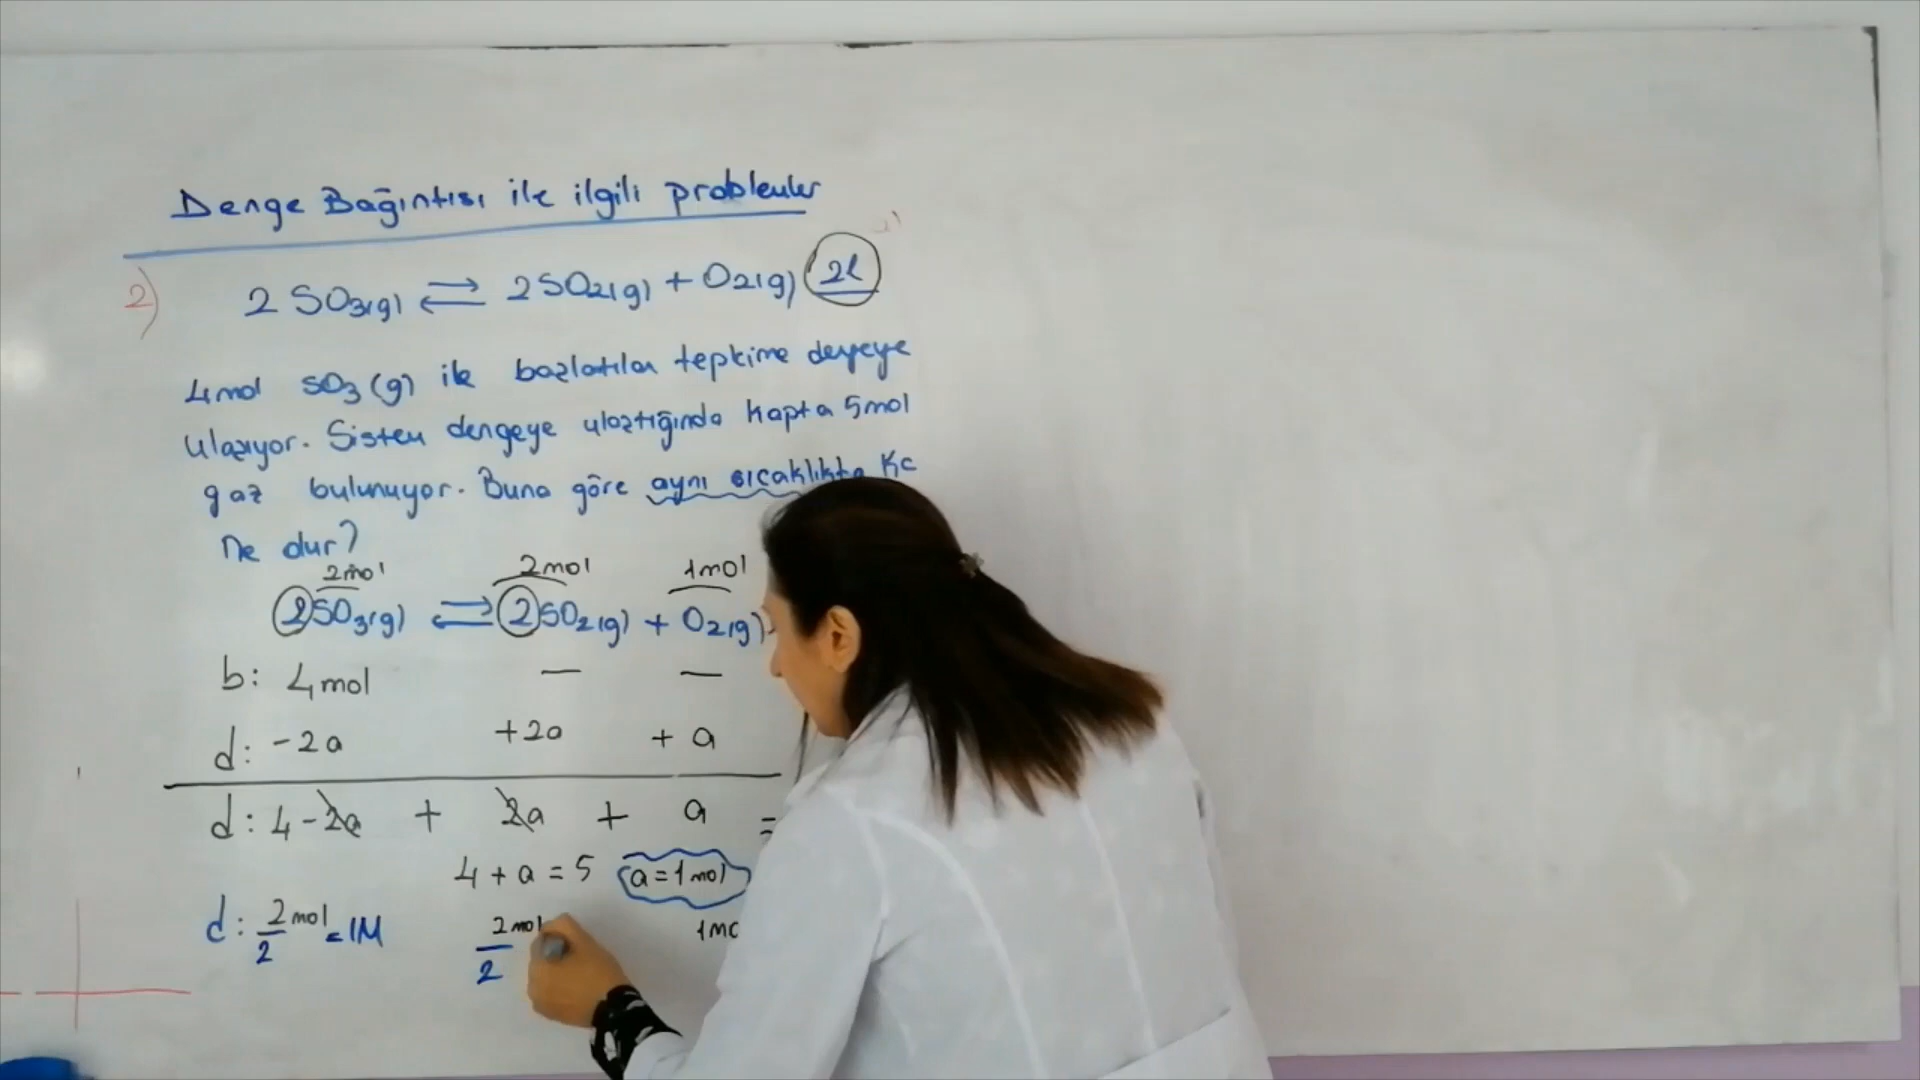 Denge Bağıntısı ile ilgili problemler
2) 2 SO3(g) ⇄ 2SO2(g) + O2(g) 2l
4mol SO3(g) ile başlatılan tepkime dengeye
ulaşıyor. Sistem dengeye ulaştığında kapta 5mol
gaz bulunuyor. Buna göre aynı sıcaklıkta Kc
Ne dur?
2mol 2mol 1mol
2SO3(g) ⇄ 2SO2(g) + O2(g)
b: 4mol — —
d: -2a +2a + a
d: 4-2a + 2a + a =
4 + a = 5 a = 1 mol
d: 2mol/2 = 1M 2mol/2 1mo